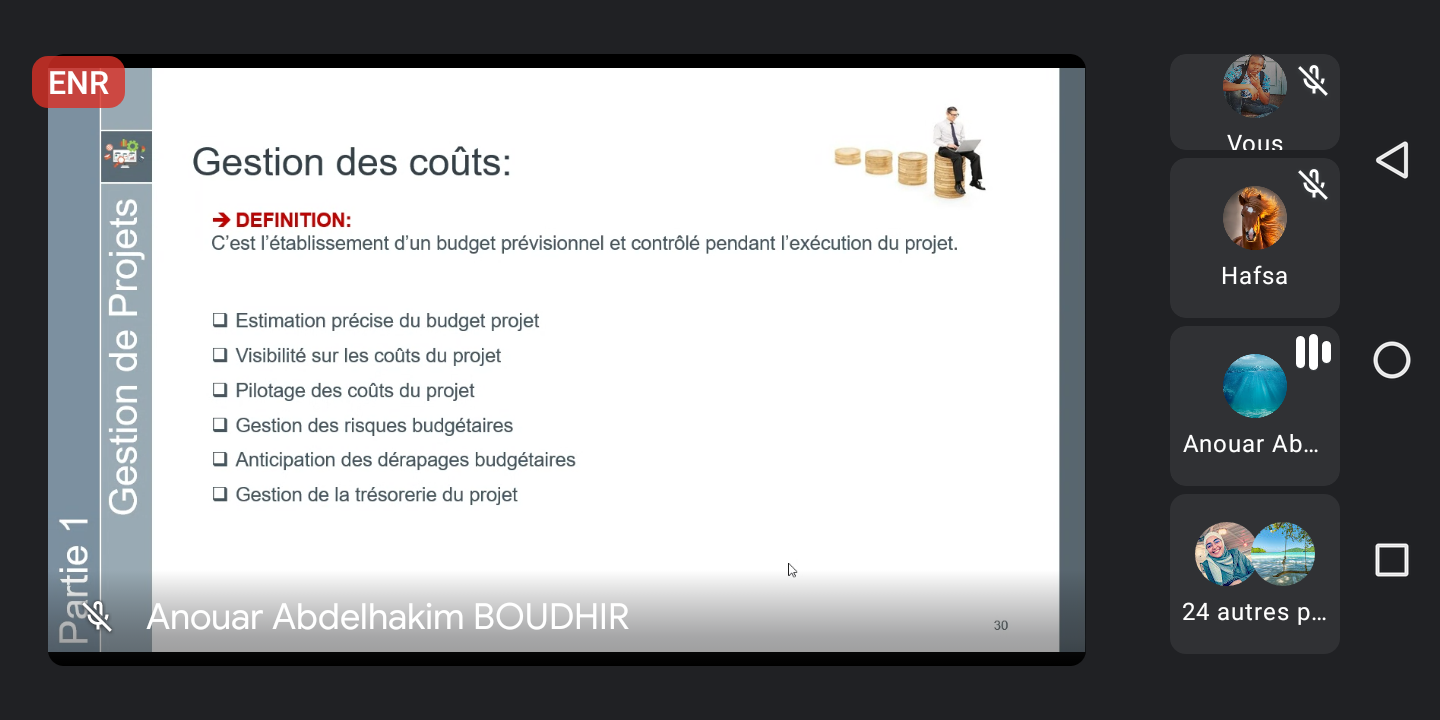 ENR
Partie 1
Gestion de Projets
Gestion des coûts:
➔ DEFINITION:
C’est l’établissement d’un budget prévisionnel et contrôlé pendant l’exécution du projet.
❑ Estimation précise du budget projet
❑ Visibilité sur les coûts du projet
❑ Pilotage des coûts du projet
❑ Gestion des risques budgétaires
❑ Anticipation des dérapages budgétaires
❑ Gestion de la trésorerie du projet
Anouar Abdelhakim BOUDHIR
30
Vous
Hafsa
Anouar Ab...
24 autres p...